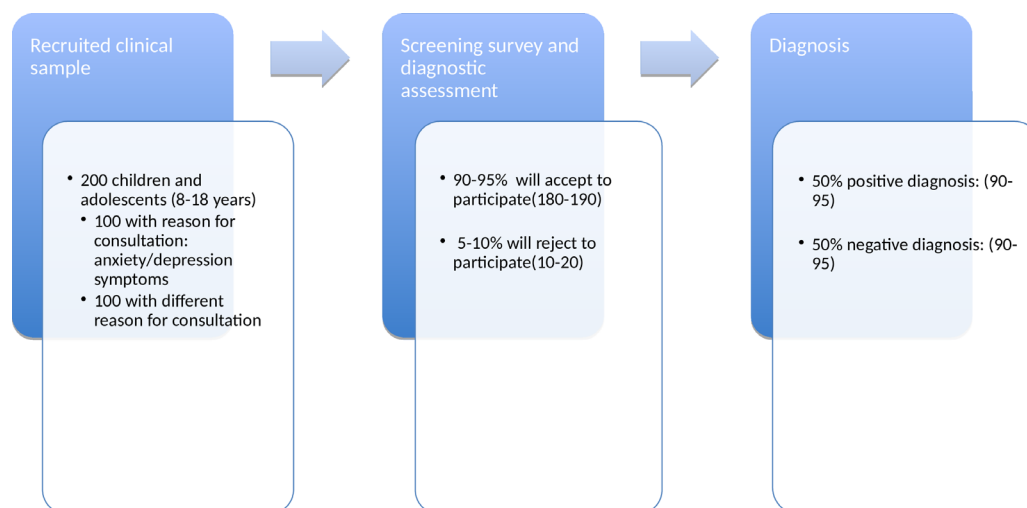 Recruited clinical
sample
• 200 children and
adolescents (8-18 years)
• 100 with reason for
consultation:
anxiety/depression
symptoms
• 100 with different
reason for consultation
Screening survey and
diagnostic
assessment
• 90-95%  will accept to
participate(180-190)
• 5-10% will reject to
participate(10-20)
Diagnosis
• 50% positive diagnosis: (90-
95)
• 50% negative diagnosis: (90-
95)